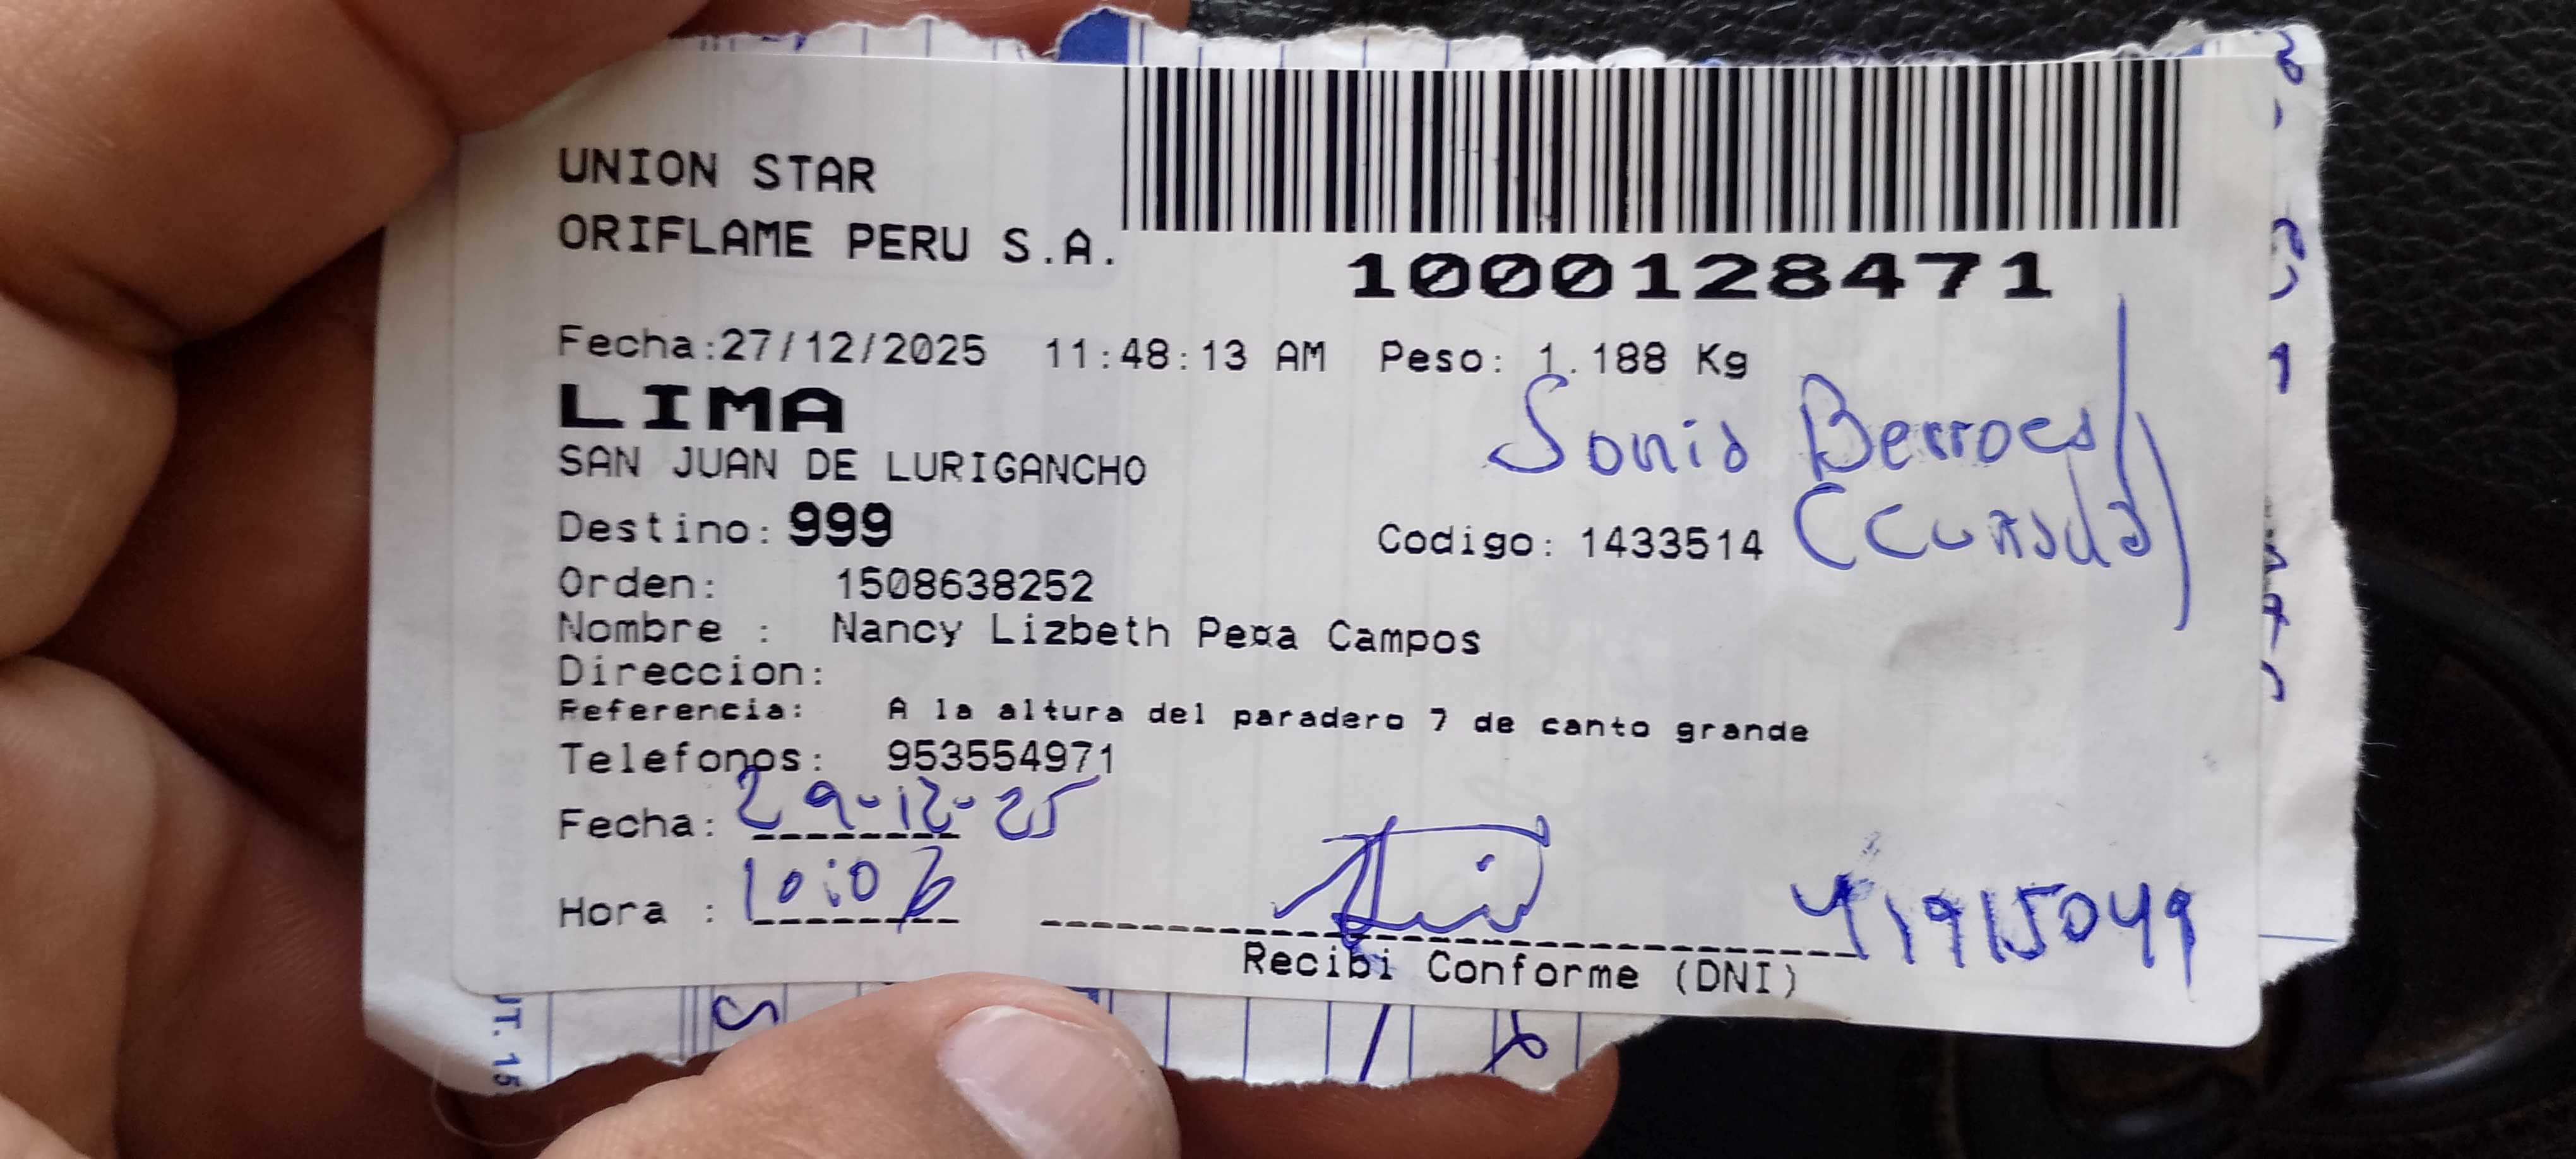 UNION STAR
ORIFLAME PERU S.A.
1000128471
Fecha:27/12/2025 11:48:13 AM Peso: 1.188 Kg
LIMA
SAN JUAN DE LURIGANCHO
Sonia Berroes
(Cuñada)
Destino: 999
Codigo: 1433514
Orden: 1508638252
Nombre : Nancy Lizbeth Pe¤a Campos
Direccion:
Referencia: A la altura del paradero 7 de canto grande
Telefonos: 953554971
Fecha: 29-12-25
Hora : 10:06
41915049
Recibi Conforme (DNI)
UT. 15